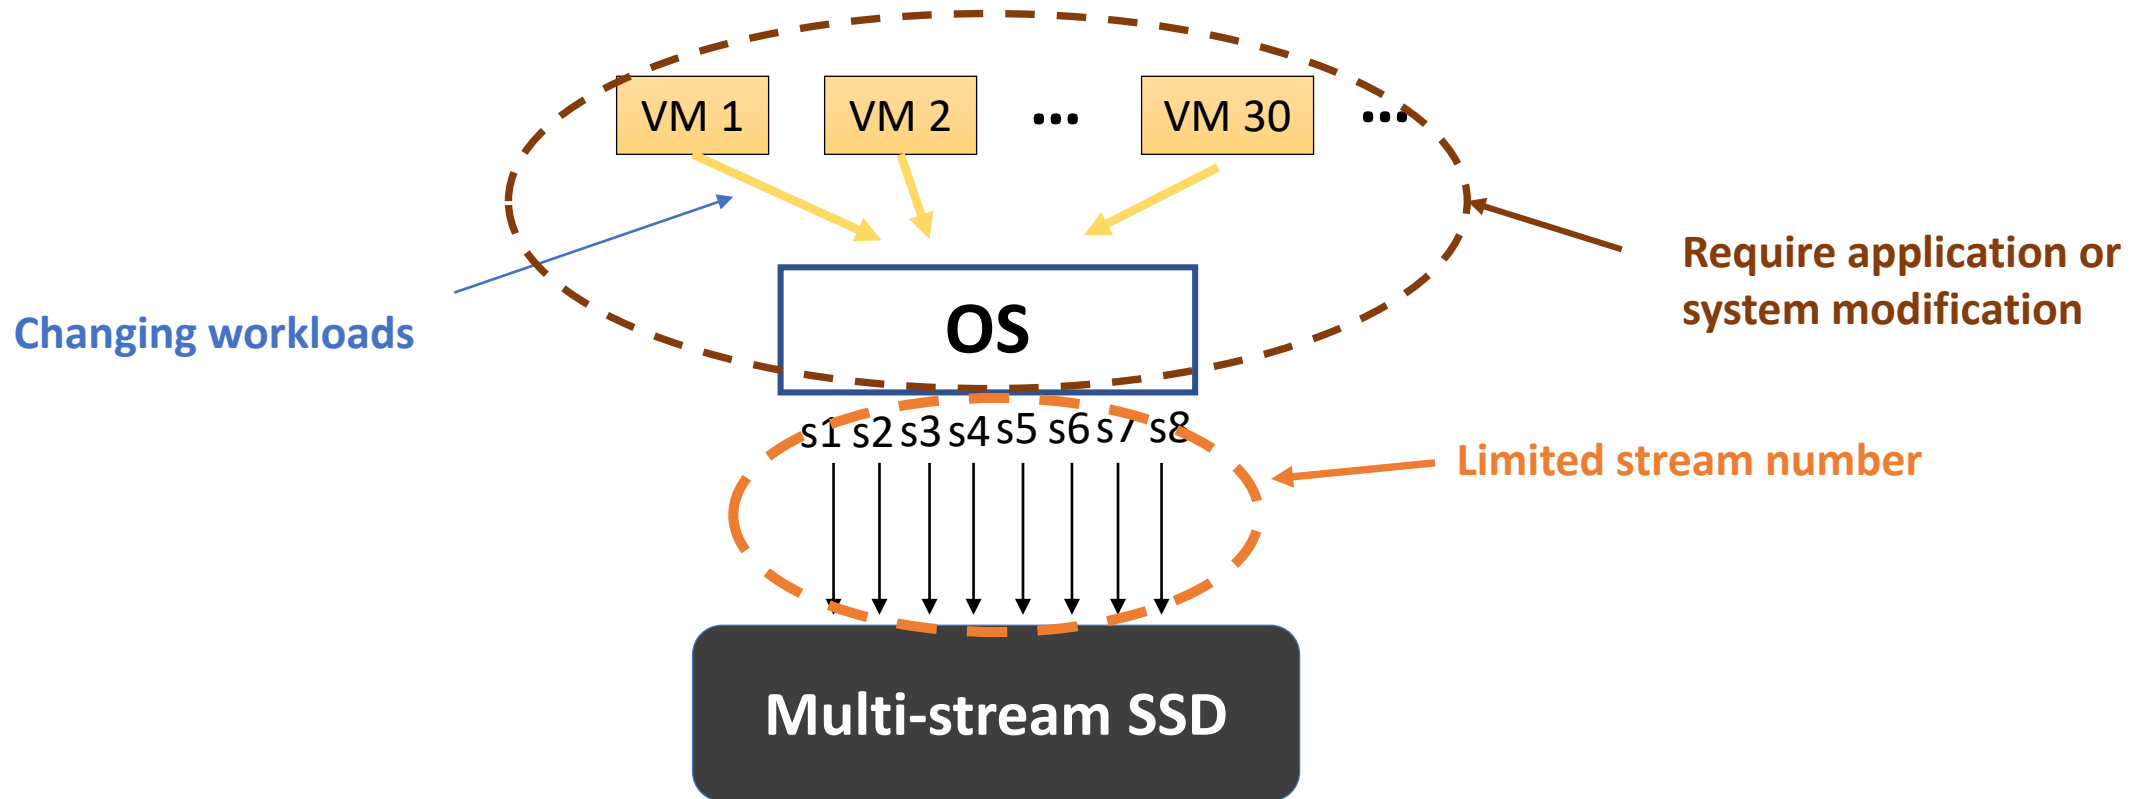 VM 1 VM 2 ... VM 30 ...
Require application or
system modification
Changing workloads
OS
s1 s2 s3 s4 s5 s6 s7 s8
Limited stream number
Multi-stream SSD